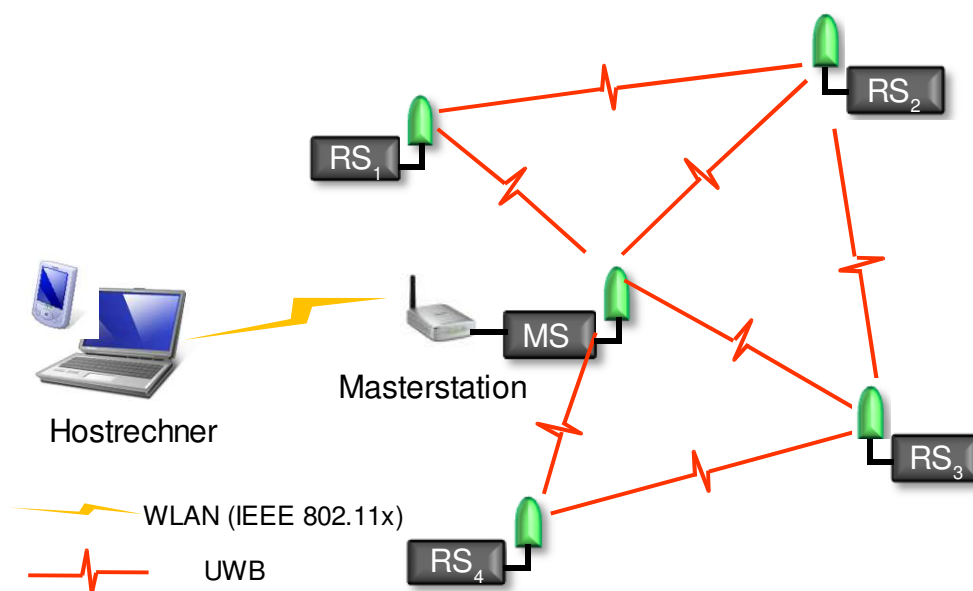 RS₂
RS₁
MS
Masterstation
Hostrechner
RS₃
WLAN (IEEE 802.11x)
RS₄
UWB